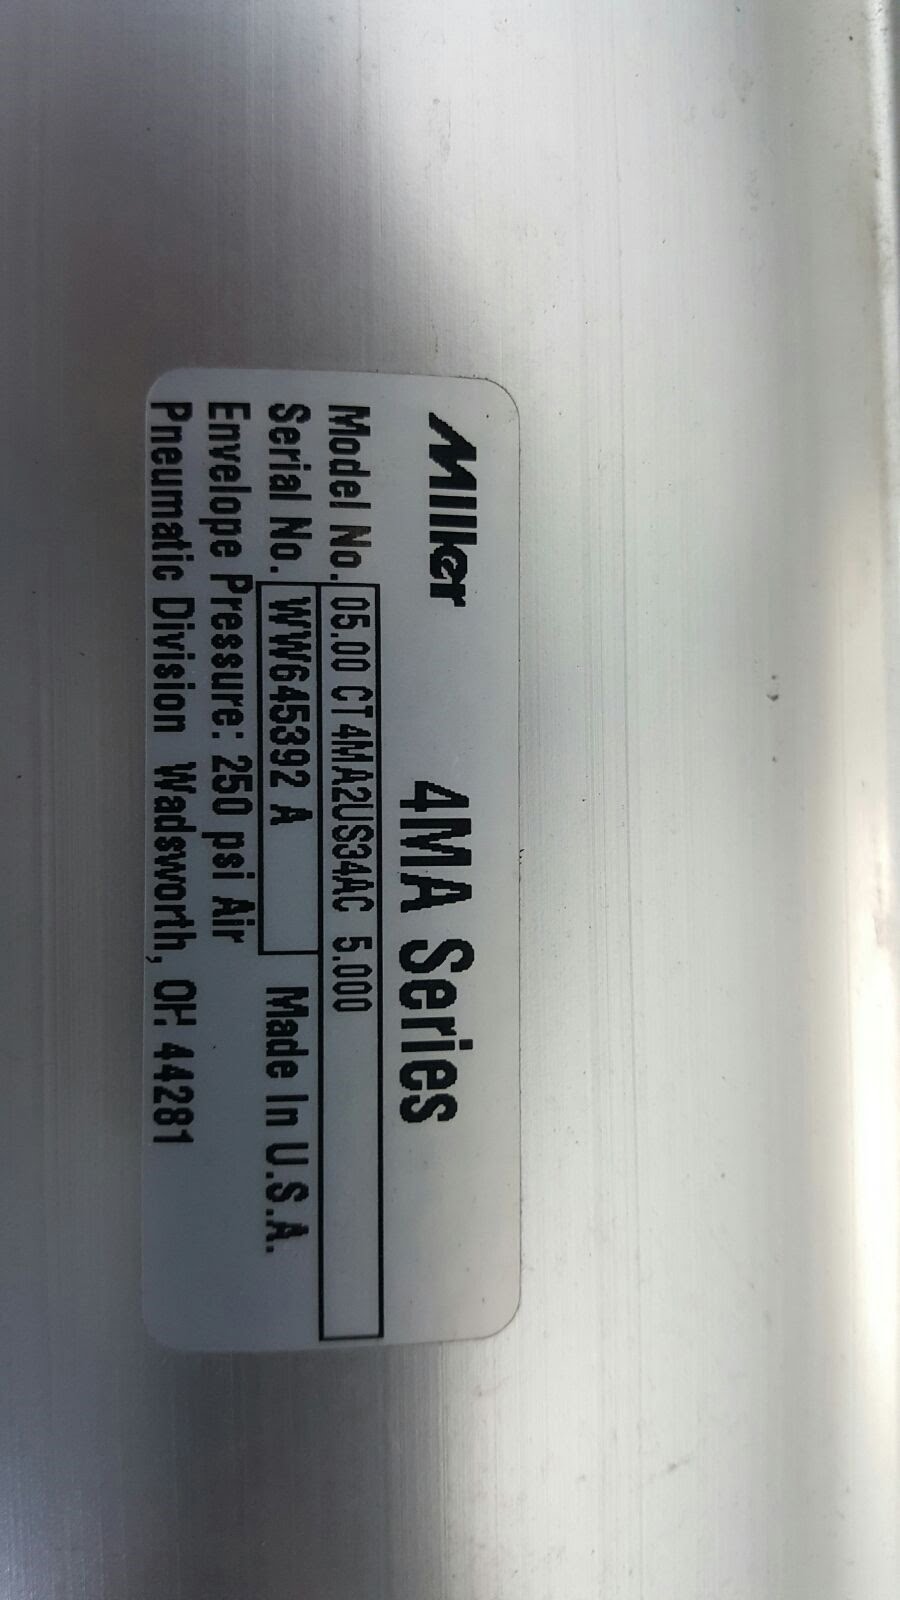 Miller 4MA Series
Model No. 05.00 CT4MA2US34AC 5.000
Serial No. WW645392 A Made In U.S.A.
Envelope Pressure: 250 psi Air
Pneumatic Division Wadsworth, OH 44281